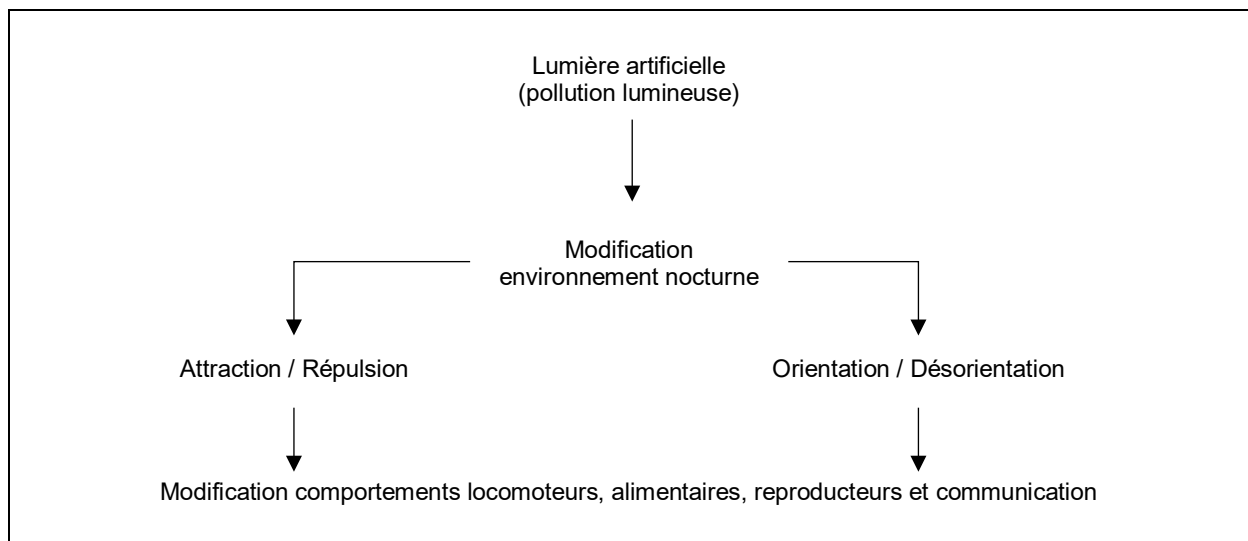 Lumière artificielle
(pollution lumineuse)
Modification
environnement nocturne
Attraction / Répulsion
Orientation / Désorientation
Modification comportements locomoteurs, alimentaires, reproducteurs et communication